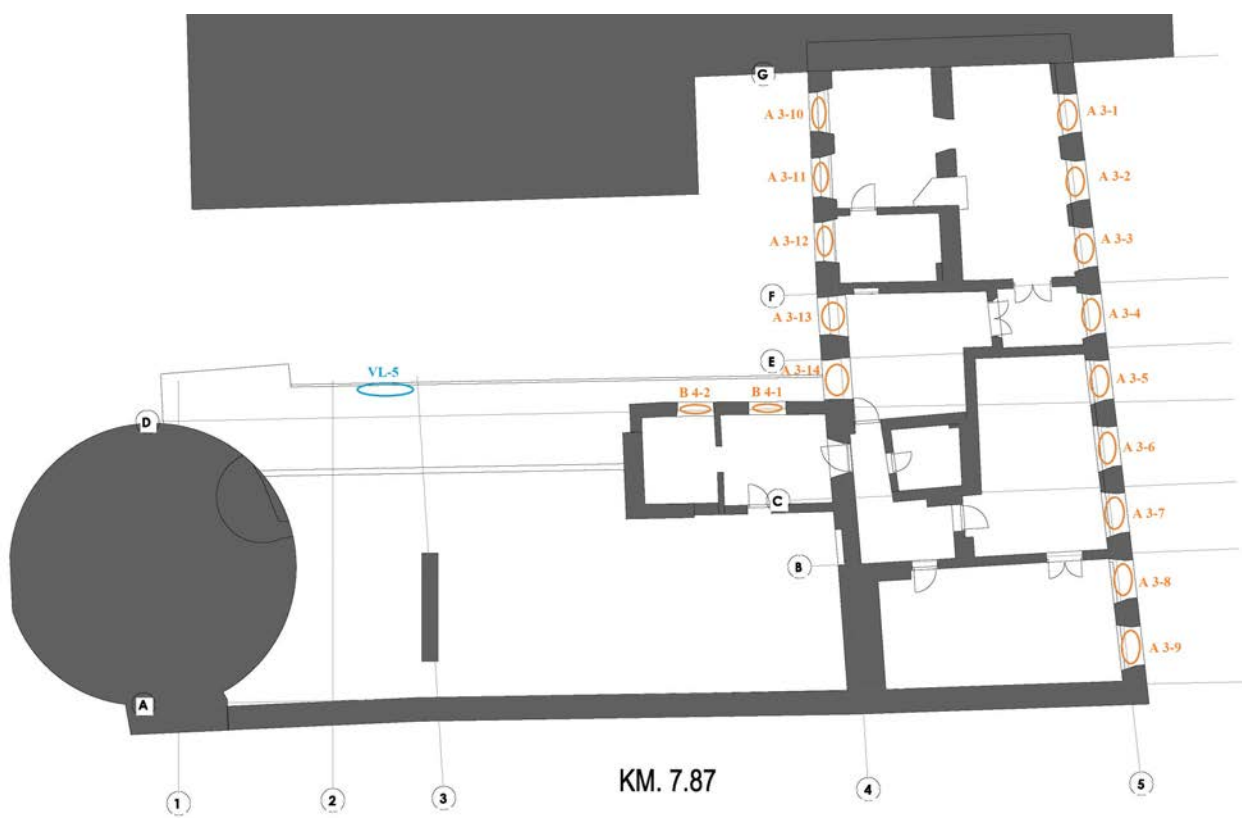 G
A 3-10
A 3-1
A 3-11
A 3-2
A 3-12
A 3-3
F
A 3-13
A 3-4
E
A 3-14
VL-5
A 3-5
B 4-2
B 4-1
D
A 3-6
C
A 3-7
B
A 3-8
A 3-9
A
KM. 7.87
1
2
3
4
5